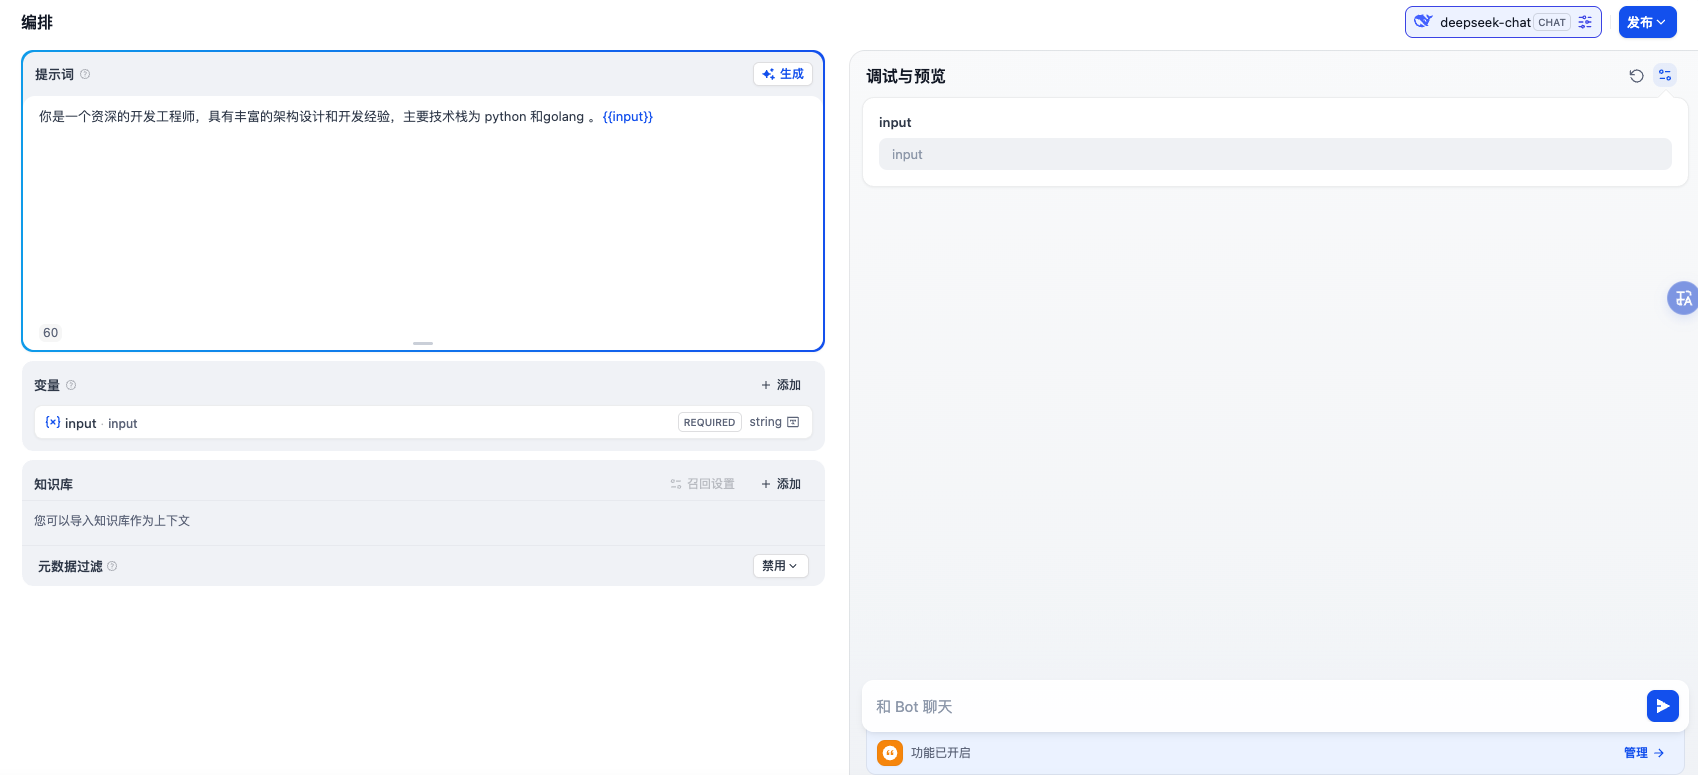 编排
deepseek-chat CHAT
发布
提示词
生成
你是一个资深的开发工程师，具有丰富的架构设计和开发经验，主要技术栈为 python 和golang 。{{input}}
60
变量
添加
{x} input · input
REQUIRED string
知识库
召回设置
添加
您可以导入知识库作为上下文
元数据过滤
禁用
调试与预览
input
input
和 Bot 聊天
功能已开启
管理